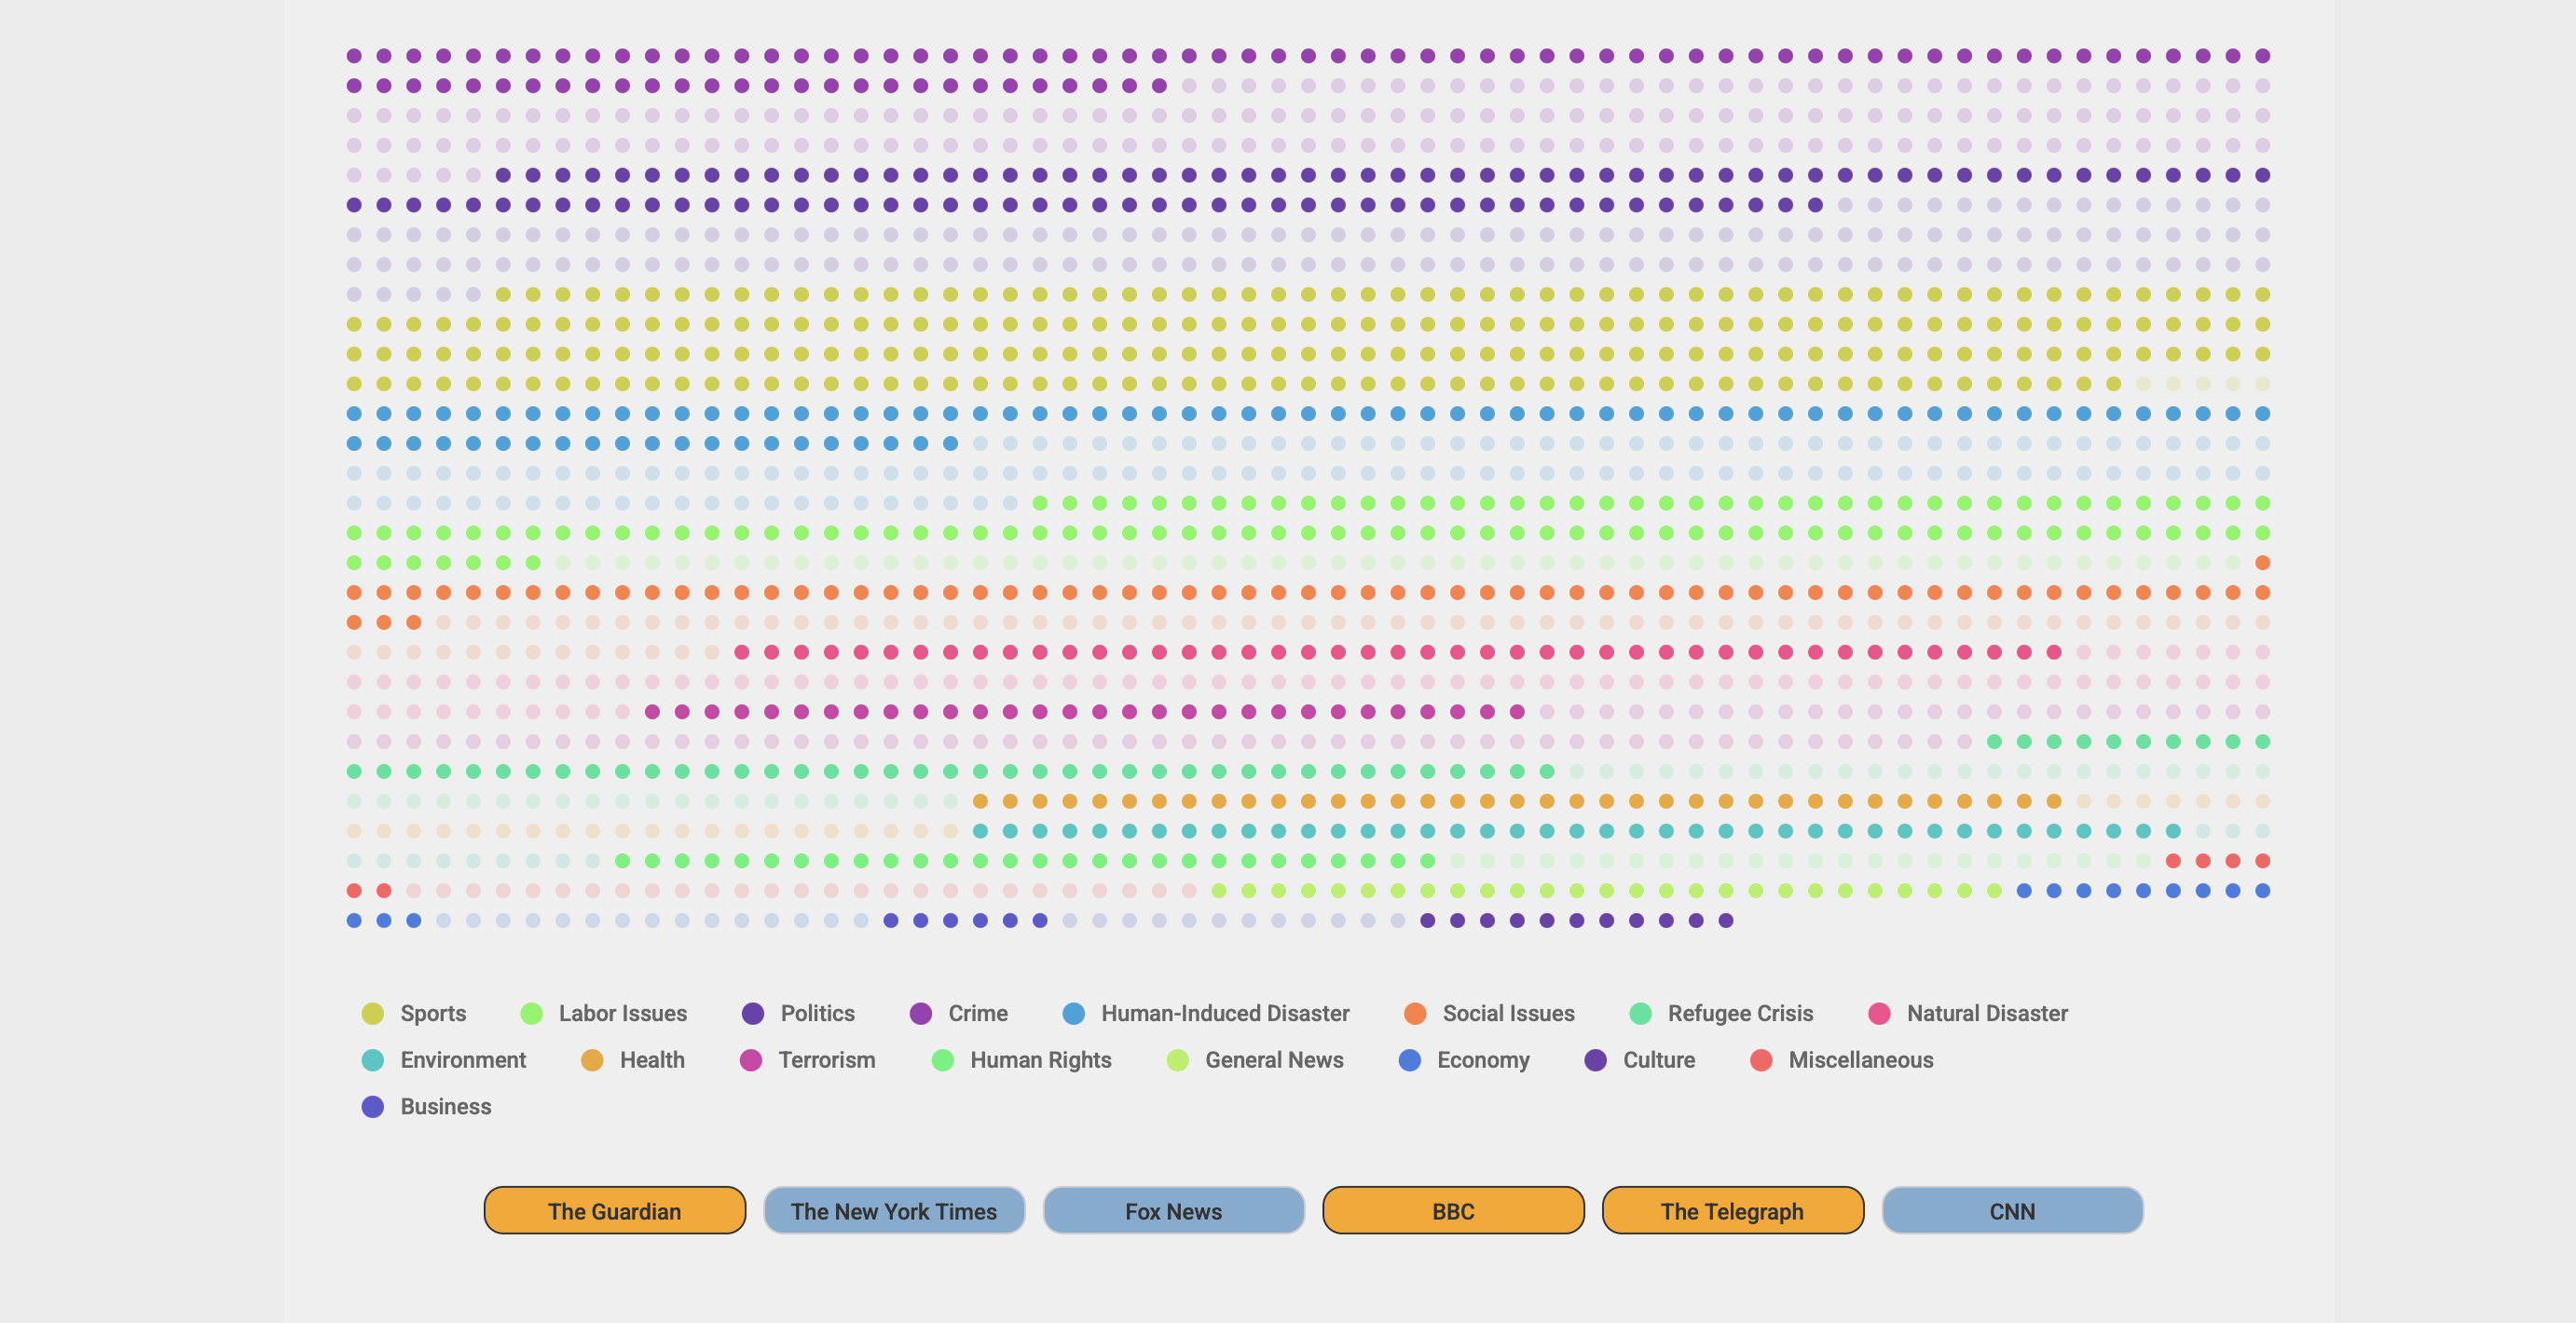 Sports Labor Issues Politics Crime Human-Induced Disaster Social Issues Refugee Crisis Natural Disaster
Environment Health Terrorism Human Rights General News Economy Culture Miscellaneous
Business
The Guardian The New York Times Fox News BBC The Telegraph CNN